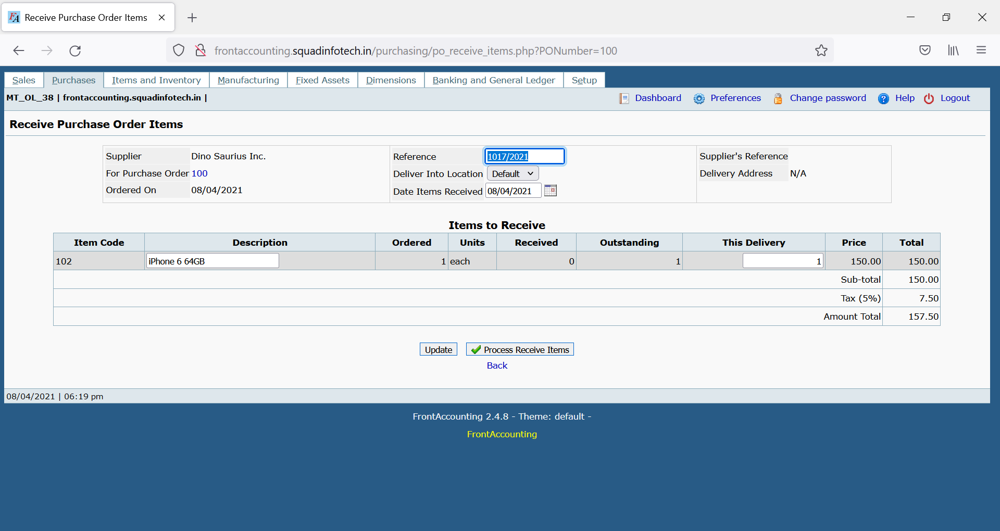 Receive Purchase Order Items
frontaccounting.squadinfotech.in/purchasing/po_receive_items.php?PONumber=100
Sales Purchases Items and Inventory Manufacturing Fixed Assets Dimensions Banking and General Ledger Setup
MT_OL_38 | frontaccounting.squadinfotech.in | Dashboard Preferences Change password Help Logout
Receive Purchase Order Items
Supplier Dino Saurius Inc. Reference 1017/2021 Supplier's Reference
For Purchase Order 100 Deliver Into Location Default Delivery Address N/A
Ordered On 08/04/2021 Date Items Received 08/04/2021
Items to Receive
Item Code Description Ordered Units Received Outstanding This Delivery Price Total
102 iPhone 6 64GB 1 each 0 1 1 150.00 150.00
Sub-total 150.00
Tax (5%) 7.50
Amount Total 157.50
Update Process Receive Items
Back
08/04/2021 | 06:19 pm
FrontAccounting 2.4.8 - Theme: default -
FrontAccounting